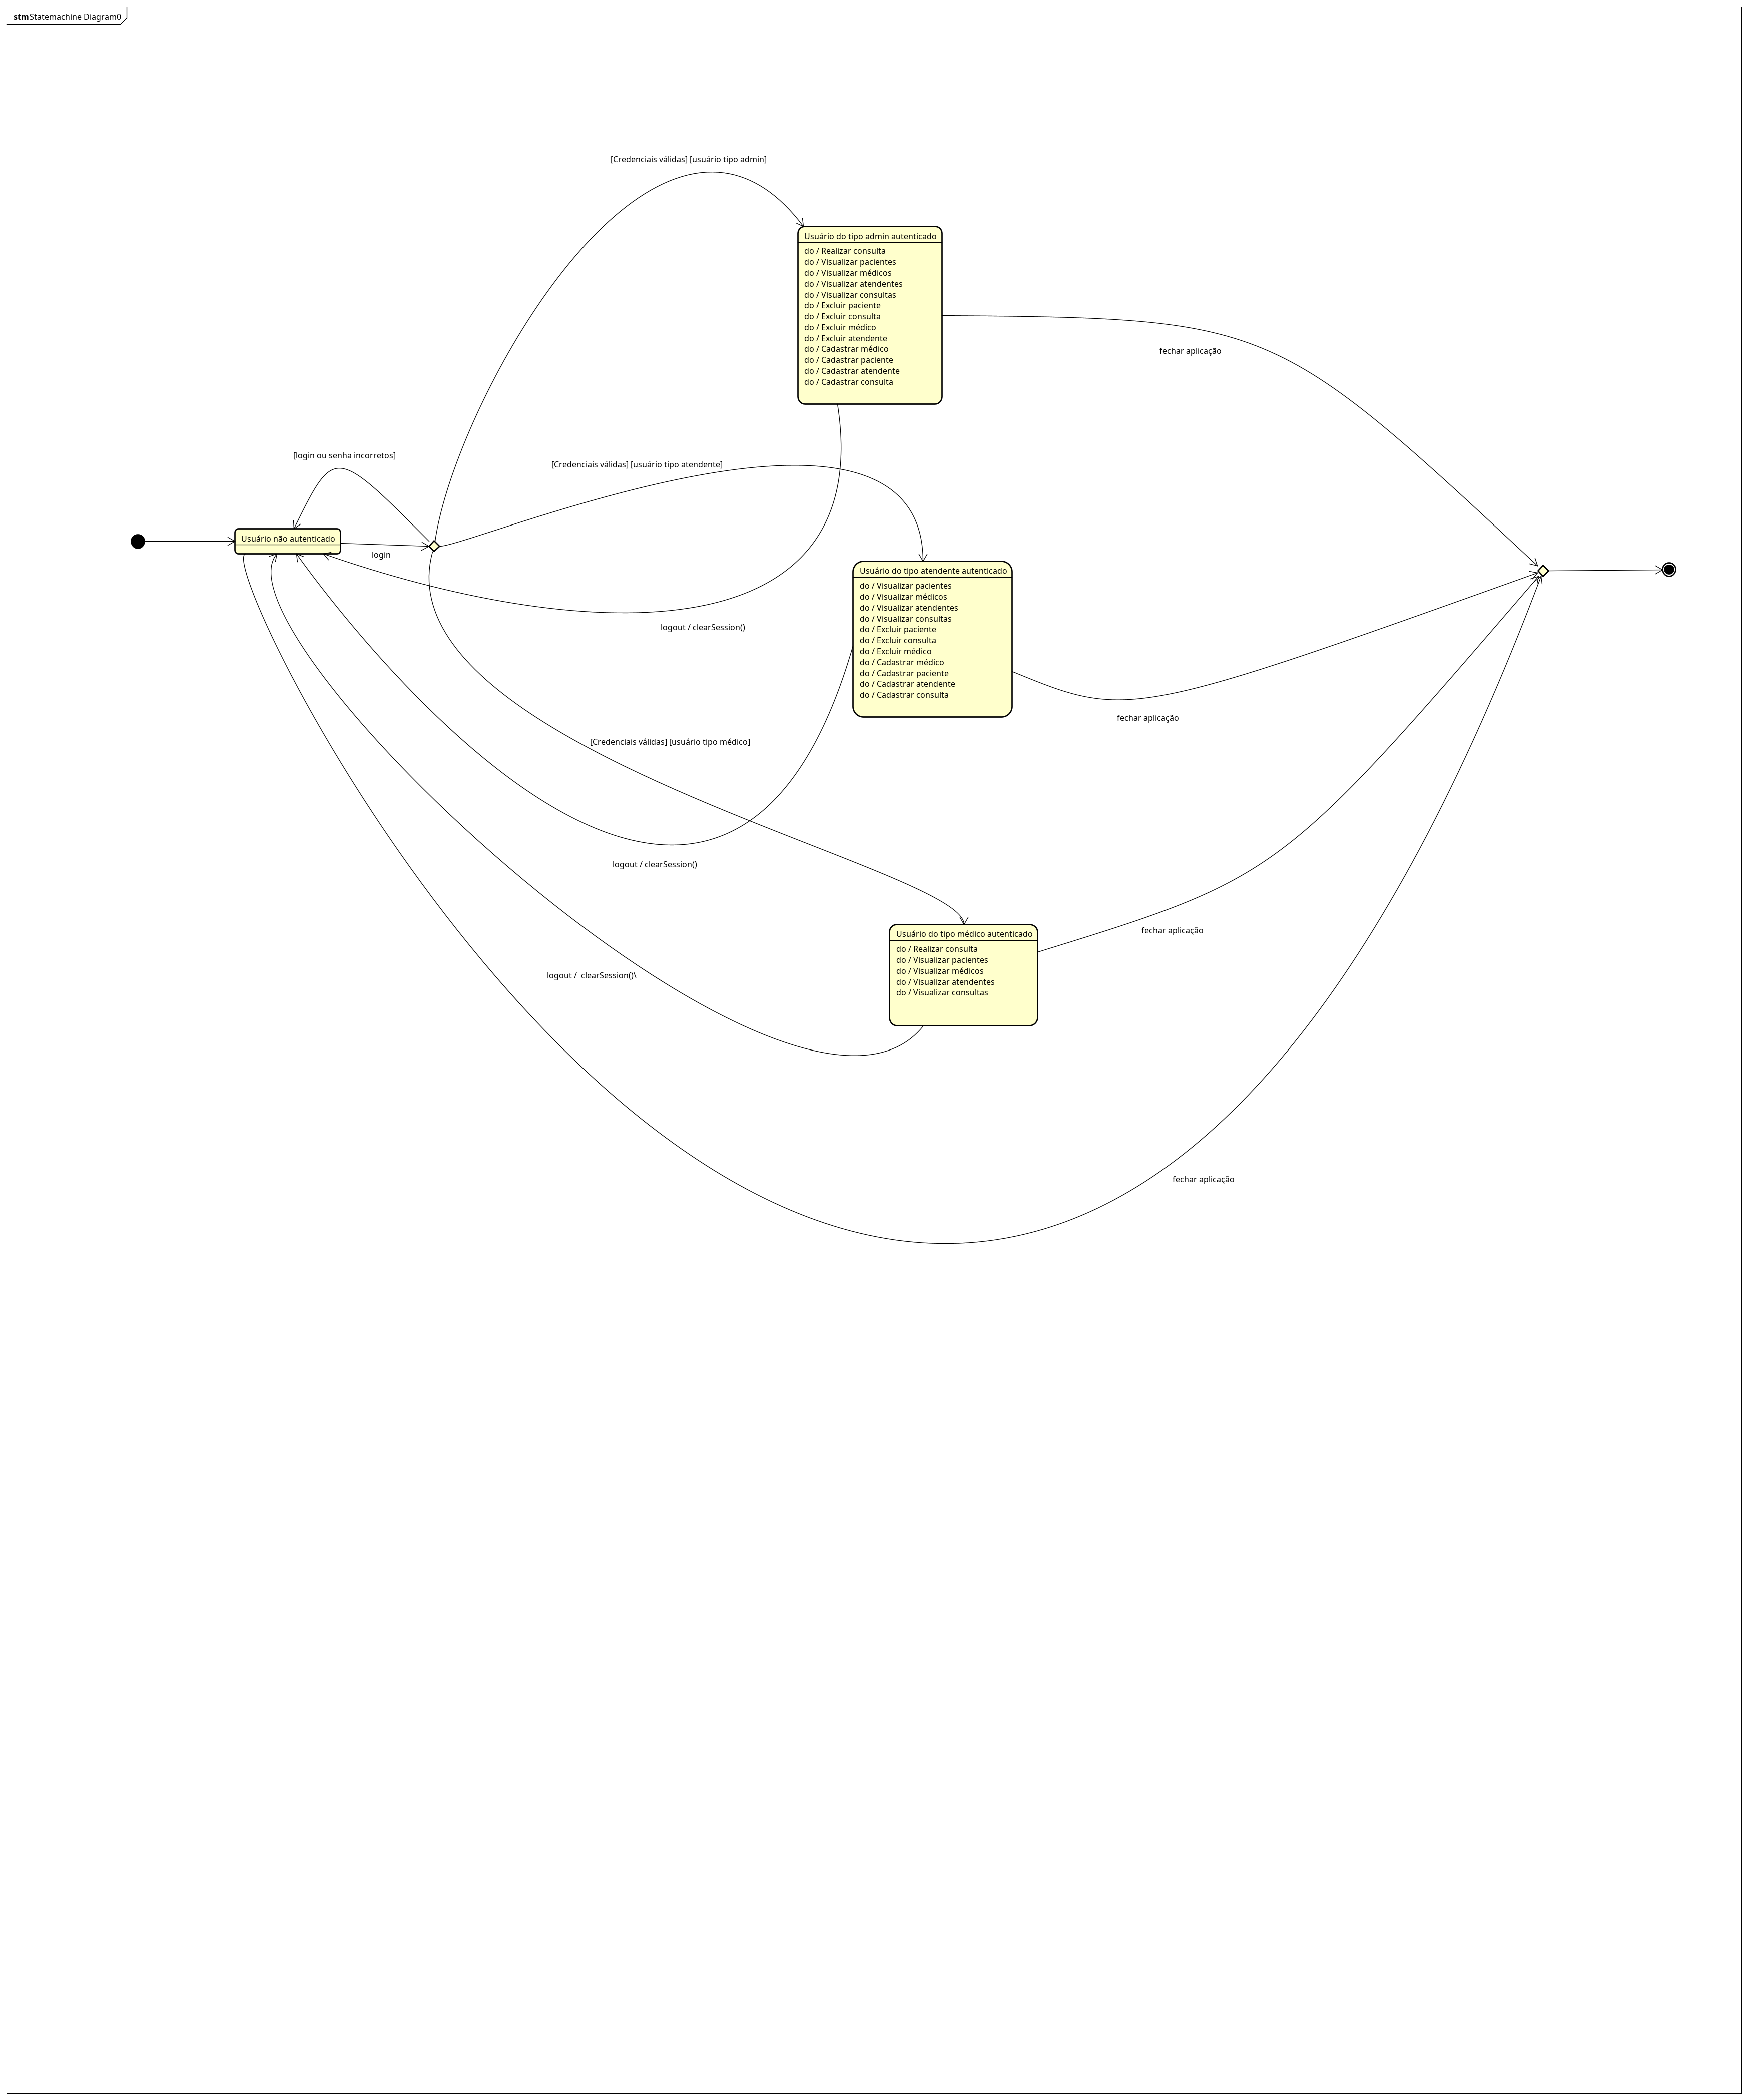 stm Statemachine Diagram0
[Credenciais válidas] [usuário tipo admin]
Usuário do tipo admin autenticado
do / Realizar consulta
do / Visualizar pacientes
do / Visualizar médicos
do / Visualizar atendentes
do / Visualizar consultas
do / Excluir paciente
do / Excluir consulta
do / Excluir médico
do / Excluir atendente
do / Cadastrar médico
do / Cadastrar paciente
do / Cadastrar atendente
do / Cadastrar consulta
fechar aplicação
[login ou senha incorretos]
[Credenciais válidas] [usuário tipo atendente]
Usuário não autenticado
login
Usuário do tipo atendente autenticado
do / Visualizar pacientes
do / Visualizar médicos
do / Visualizar atendentes
do / Visualizar consultas
do / Excluir paciente
do / Excluir consulta
do / Excluir médico
do / Cadastrar médico
do / Cadastrar paciente
do / Cadastrar atendente
do / Cadastrar consulta
logout / clearSession()
fechar aplicação
[Credenciais válidas] [usuário tipo médico]
logout / clearSession()
Usuário do tipo médico autenticado
do / Realizar consulta
do / Visualizar pacientes
do / Visualizar médicos
do / Visualizar atendentes
do / Visualizar consultas
fechar aplicação
logout /  clearSession()\
fechar aplicação